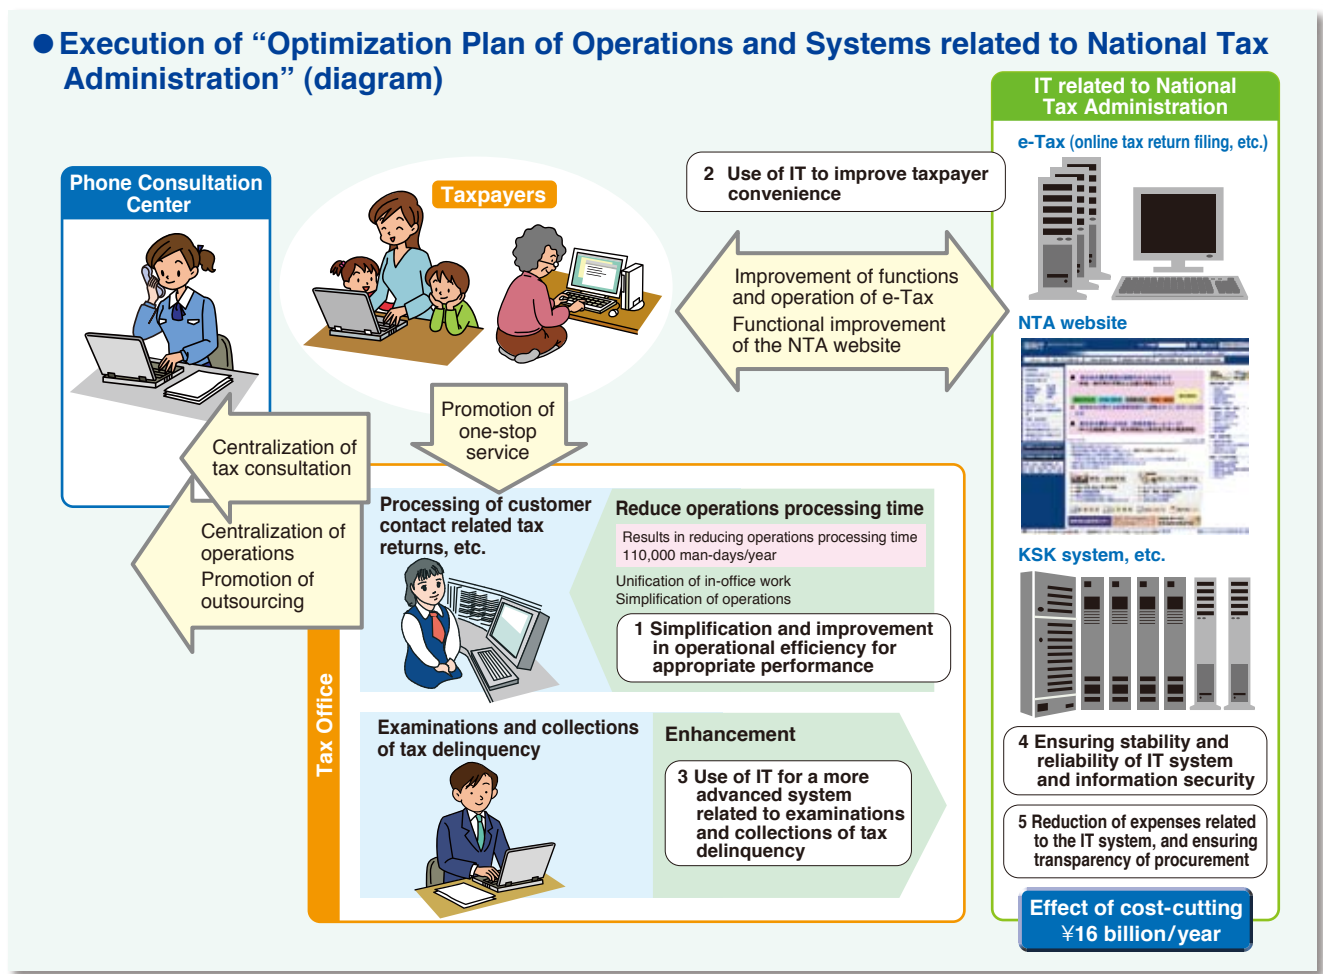 ● Execution of “Optimization Plan of Operations and Systems related to National Tax
Administration” (diagram)
IT related to National
Tax Administration
e-Tax (online tax return filing, etc.)
Phone Consultation
Center
Taxpayers
2 Use of IT to improve taxpayer
convenience
Improvement of functions
and operation of e-Tax
Functional improvement
of the NTA website
NTA website
Promotion of
one-stop
service
Centralization of
tax consultation
Centralization of
operations
Promotion of
outsourcing
Tax Office
Processing of customer
contact related tax
returns, etc.
Reduce operations processing time
Results in reducing operations processing time
110,000 man-days/year
Unification of in-office work
Simplification of operations
1 Simplification and improvement
in operational efficiency for
appropriate performance
Examinations and collections
of tax delinquency
Enhancement
3 Use of IT for a more
advanced system
related to examinations
and collections of tax
delinquency
KSK system, etc.
4 Ensuring stability and
reliability of IT system
and information security
5 Reduction of expenses related
to the IT system, and ensuring
transparency of procurement
Effect of cost-cutting
¥16 billion/year